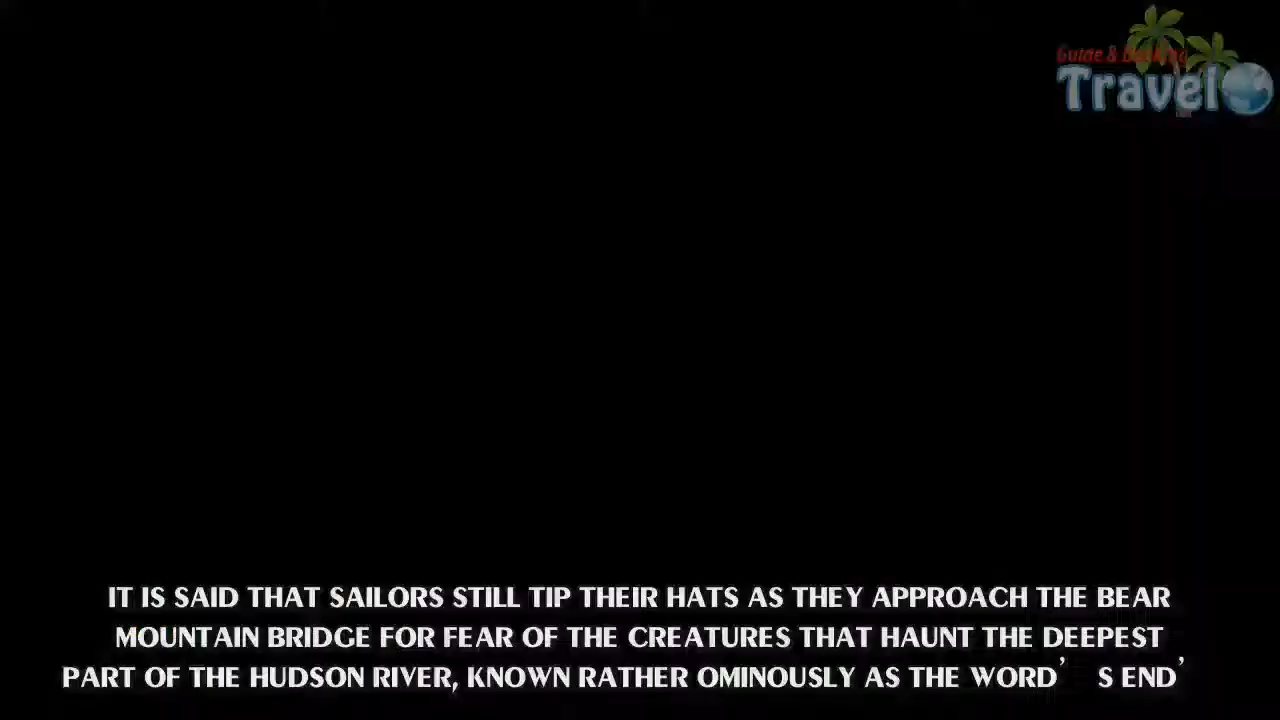 Guide & Booking
Travel
IT IS SAID THAT SAILORS STILL TIP THEIR HATS AS THEY APPROACH THE BEAR
MOUNTAIN BRIDGE FOR FEAR OF THE CREATURES THAT HAUNT THE DEEPEST
PART OF THE HUDSON RIVER, KNOWN RATHER OMINOUSLY AS THE WORD’ S END’